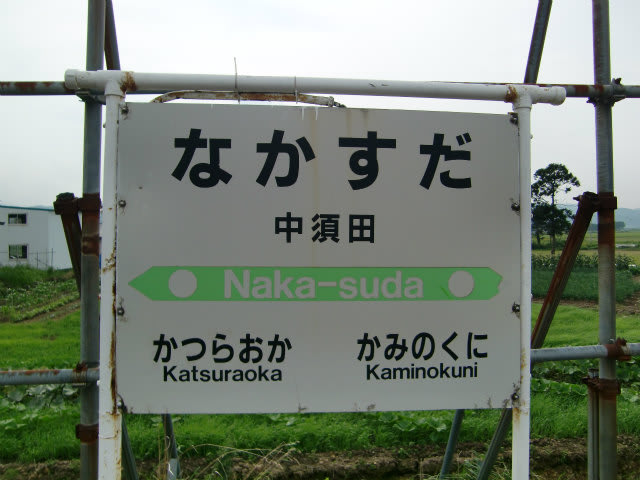 なかすだ
中須田
Naka-suda
かつらおか かみのくに
Katsuraoka Kaminokuni